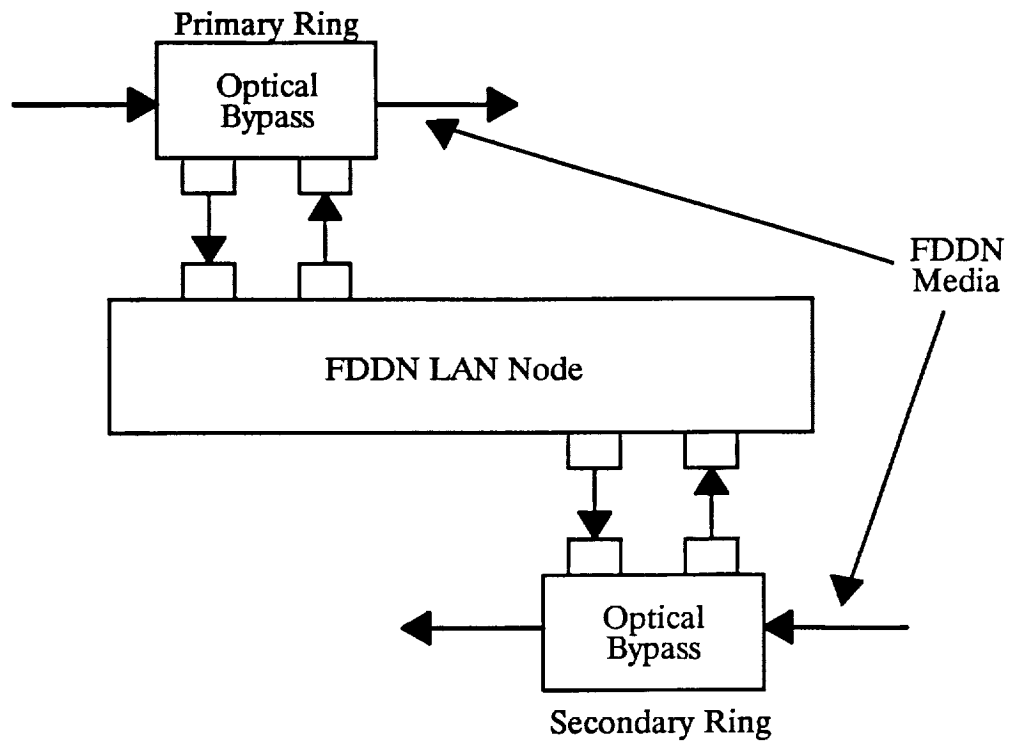 Primary Ring
Optical
Bypass
FDDN
Media
FDDN LAN Node
Optical
Bypass
Secondary Ring